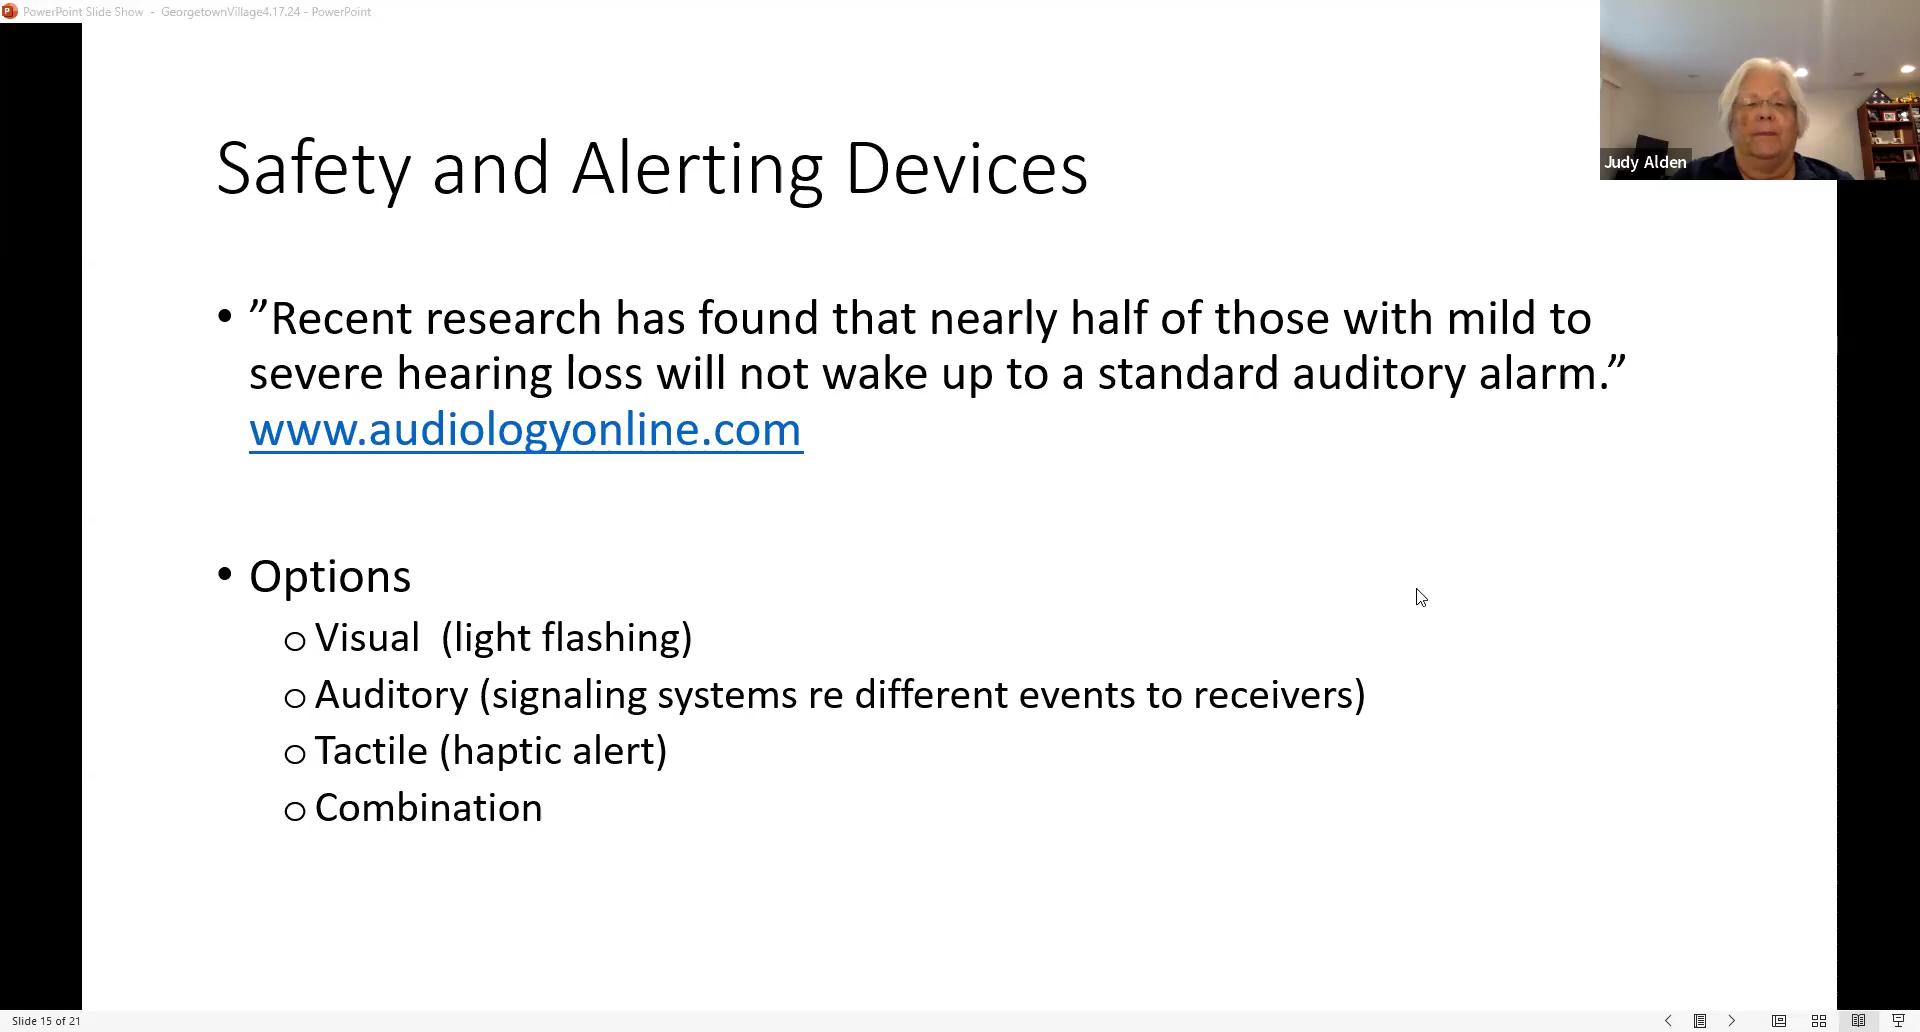 PowerPoint Slide Show - GeorgetownVillage4.17.24 - PowerPoint
Judy Alden
Safety and Alerting Devices
• ”Recent research has found that nearly half of those with mild to
severe hearing loss will not wake up to a standard auditory alarm.”
www.audiologyonline.com
• Options
o Visual  (light flashing)
o Auditory (signaling systems re different events to receivers)
o Tactile (haptic alert)
o Combination
Slide 15 of 21